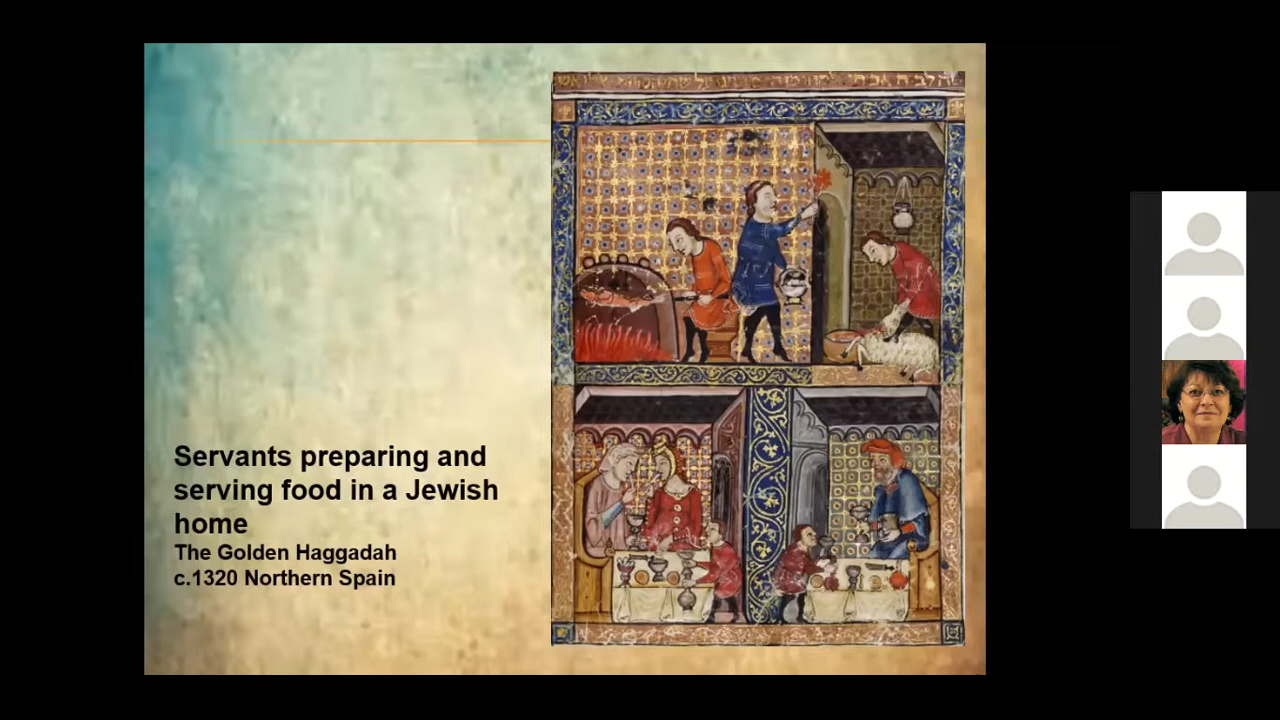 Servants preparing and
serving food in a Jewish
home
The Golden Haggadah
c.1320 Northern Spain